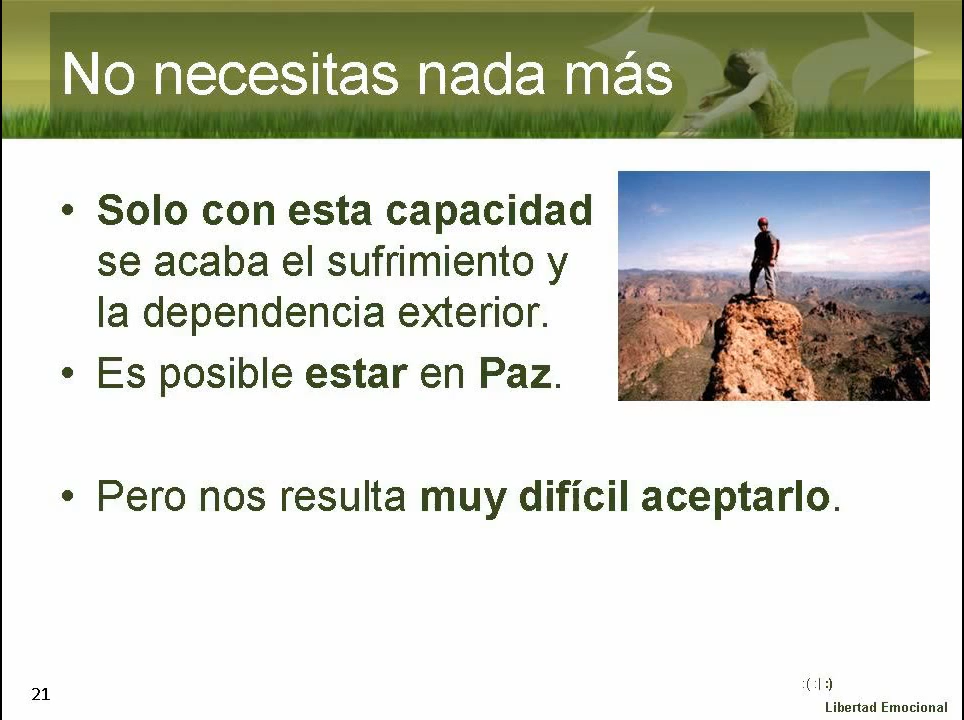 No necesitas nada más
• Solo con esta capacidad
se acaba el sufrimiento y
la dependencia exterior.
• Es posible estar en Paz.
• Pero nos resulta muy difícil aceptarlo.
21
:( :| :)
Libertad Emocional